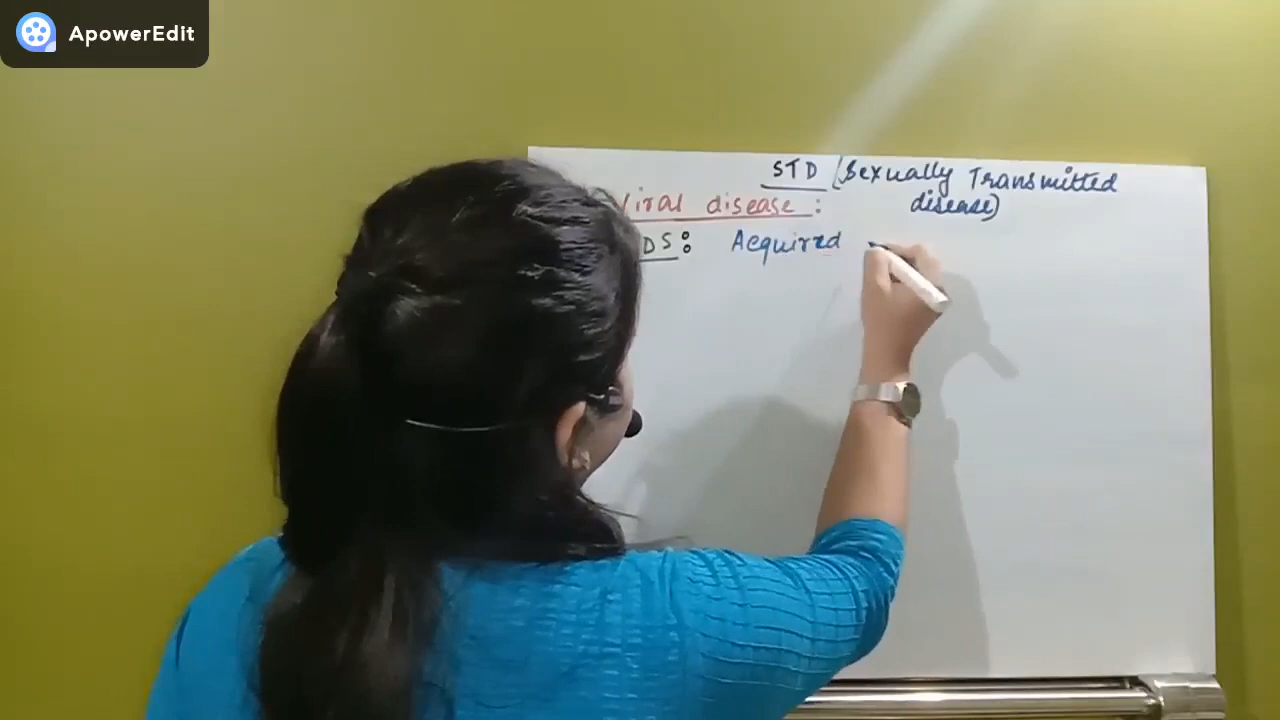 ApowerEdit
STD (Sexually Transmitted
disease)
Viral disease :
DS : Acquired